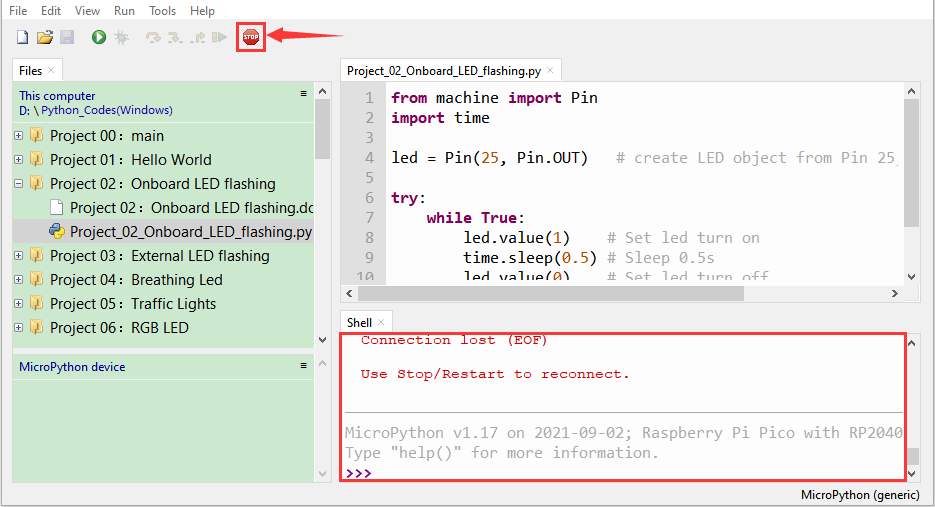 File Edit View Run Tools Help
STOP
Files ×
This computer
D: \ Python_Codes(Windows)
Project 00：main
Project 01：Hello World
Project 02：Onboard LED flashing
Project 02：Onboard LED flashing.dc
Project_02_Onboard_LED_flashing.py
Project 03：External LED flashing
Project 04：Breathing Led
Project 05：Traffic Lights
Project 06：RGB LED
MicroPython device
Project_02_Onboard_LED_flashing.py ×
1 from machine import Pin
2 import time
3
4 led = Pin(25, Pin.OUT)   # create LED object from Pin 25,
5
6 try:
7     while True:
8         led.value(1)    # Set led turn on
9         time.sleep(0.5) # Sleep 0.5s
10         led.value(0)    # Set led turn off
Shell ×
Connection lost (EOF)
Use Stop/Restart to reconnect.
MicroPython v1.17 on 2021-09-02; Raspberry Pi Pico with RP2040
Type "help()" for more information.
>>>
MicroPython (generic)